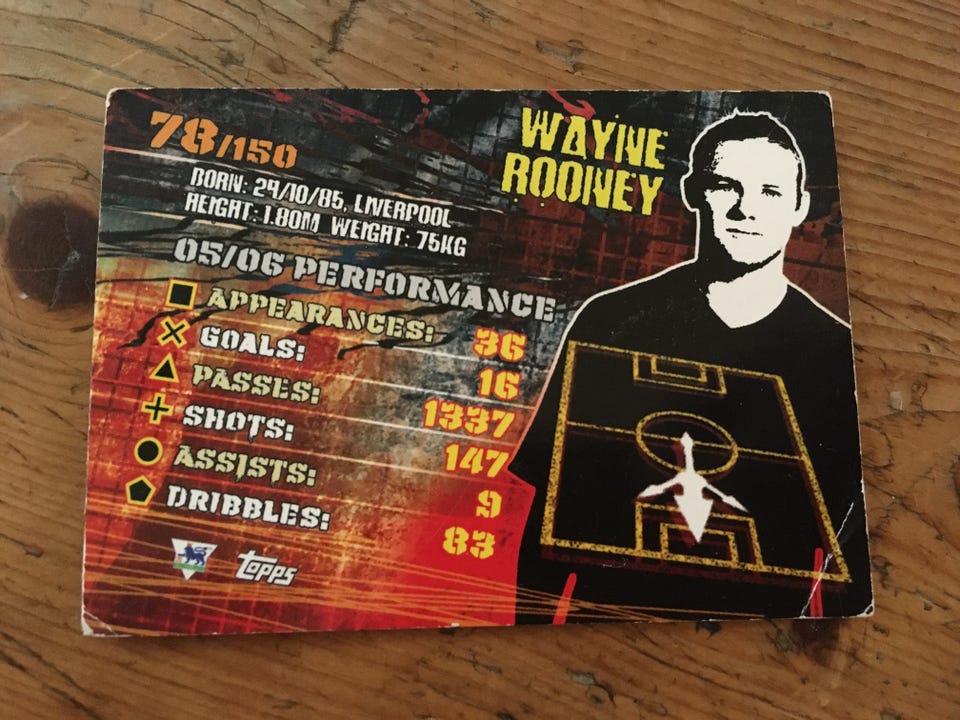 78/150
WAYNE
ROONEY
BORN: 24/10/85, LIVERPOOL
HEIGHT: 1.80M WEIGHT: 75KG
05/06 PERFORMANCE
APPEARANCES: 36
GOALS: 16
PASSES: 1337
SHOTS: 147
ASSISTS: 9
DRIBBLES: 83
Topps